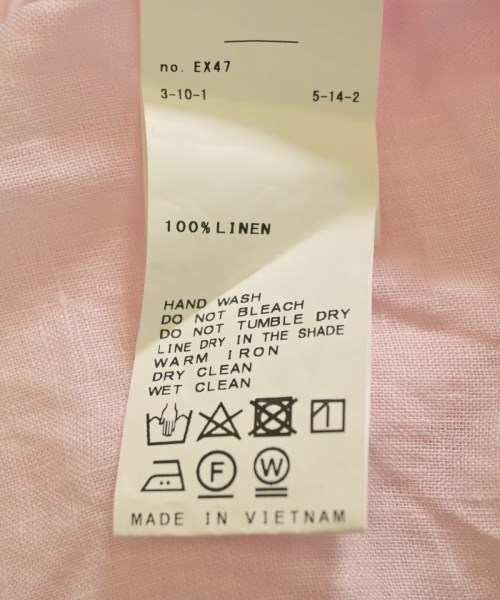 no. EX47
3-10-1 5-14-2
100%LINEN
HAND WASH
DO NOT BLEACH
DO NOT TUMBLE DRY
LINE DRY IN THE SHADE
WARM IRON
DRY CLEAN
WET CLEAN
F W
MADE IN VIETNAM